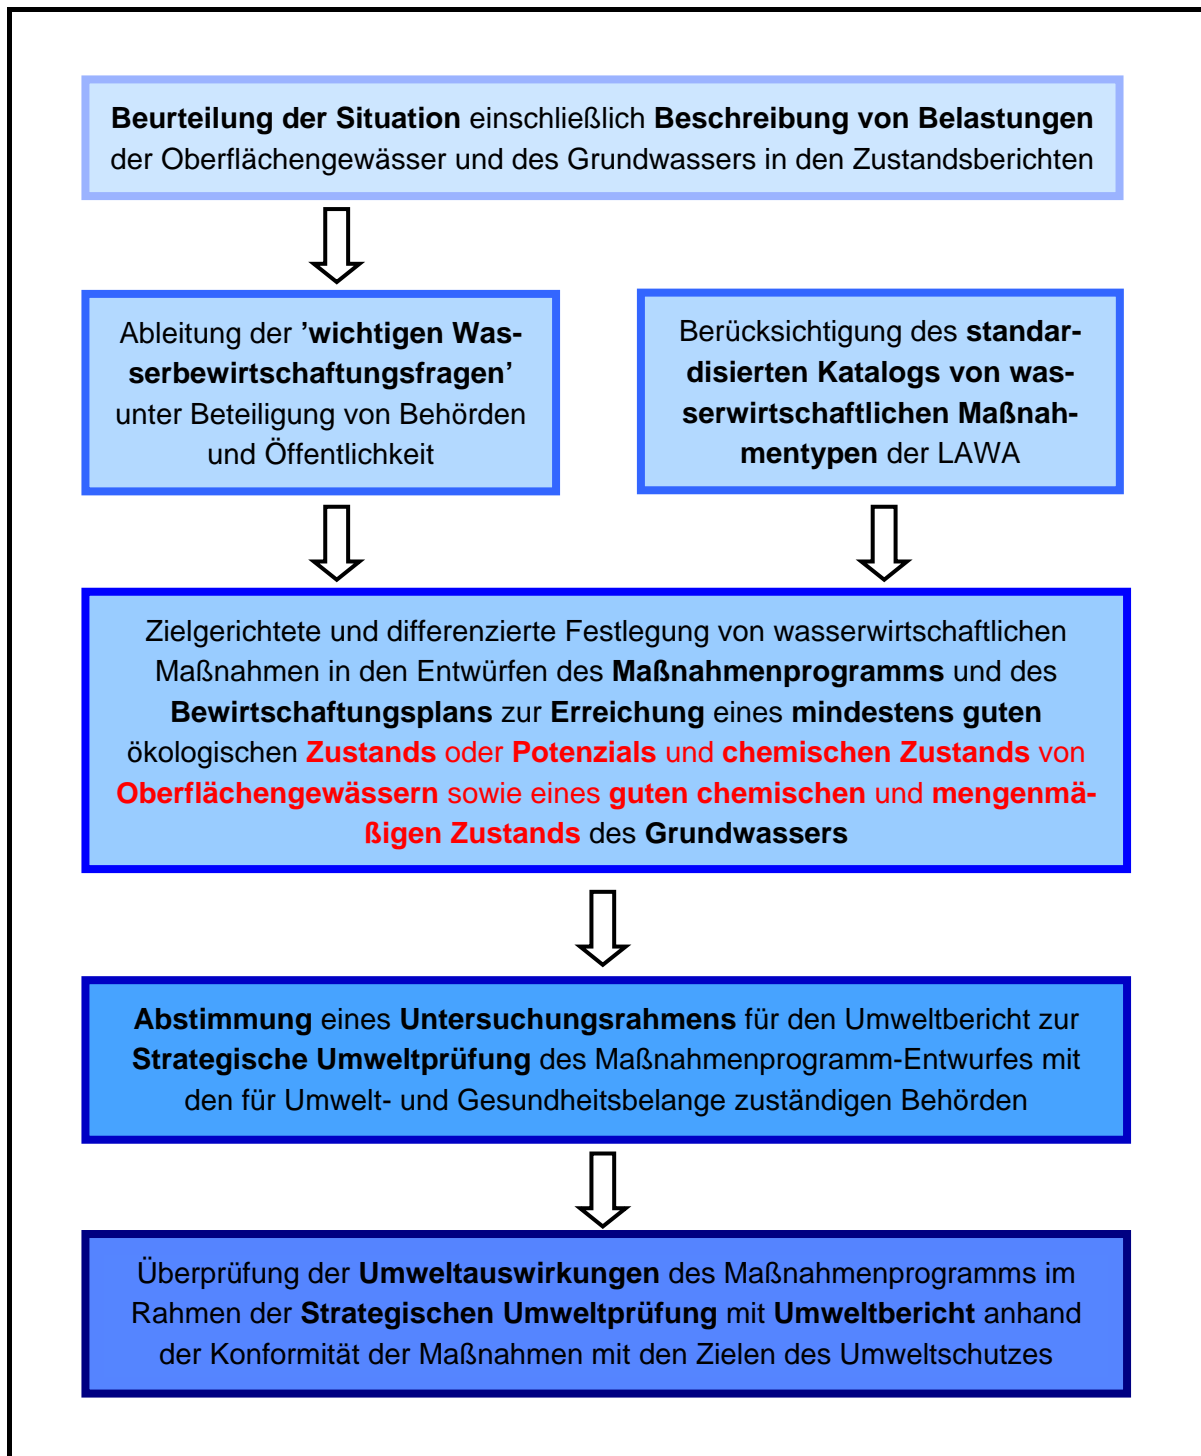 Beurteilung der Situation einschließlich Beschreibung von Belastungen
der Oberflächengewässer und des Grundwassers in den Zustandsberichten
Ableitung der ’wichtigen Was-
serbewirtschaftungsfragen’
unter Beteiligung von Behörden
und Öffentlichkeit
Berücksichtigung des standar-
disierten Katalogs von was-
serwirtschaftlichen Maßnah-
mentypen der LAWA
Zielgerichtete und differenzierte Festlegung von wasserwirtschaftlichen
Maßnahmen in den Entwürfen des Maßnahmenprogramms und des
Bewirtschaftungsplans zur Erreichung eines mindestens guten
ökologischen Zustands oder Potenzials und chemischen Zustands von
Oberflächengewässern sowie eines guten chemischen und mengenmä-
ßigen Zustands des Grundwassers
Abstimmung eines Untersuchungsrahmens für den Umweltbericht zur
Strategische Umweltprüfung des Maßnahmenprogramm-Entwurfes mit
den für Umwelt- und Gesundheitsbelange zuständigen Behörden
Überprüfung der Umweltauswirkungen des Maßnahmenprogramms im
Rahmen der Strategischen Umweltprüfung mit Umweltbericht anhand
der Konformität der Maßnahmen mit den Zielen des Umweltschutzes